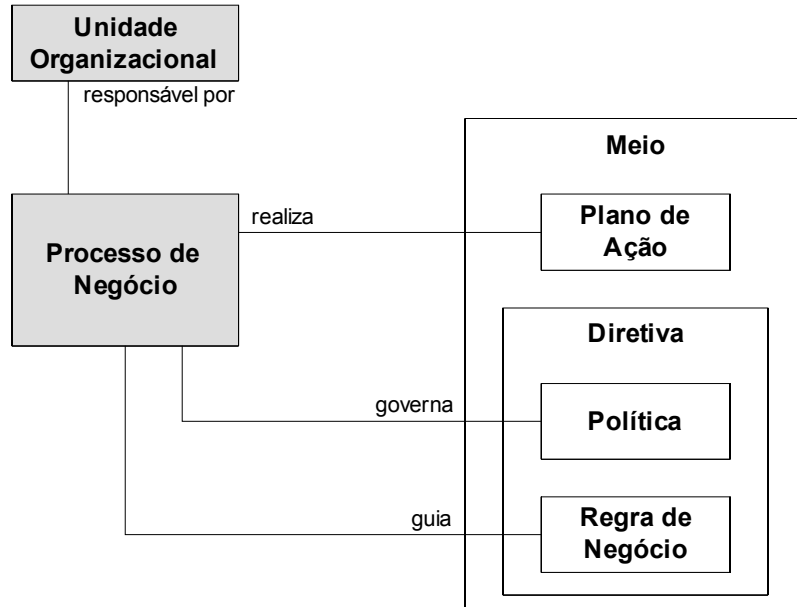 Unidade
Organizacional
responsável por
Meio
realiza
Plano de
Ação
Processo de
Negócio
Diretiva
governa
Política
guia
Regra de
Negócio